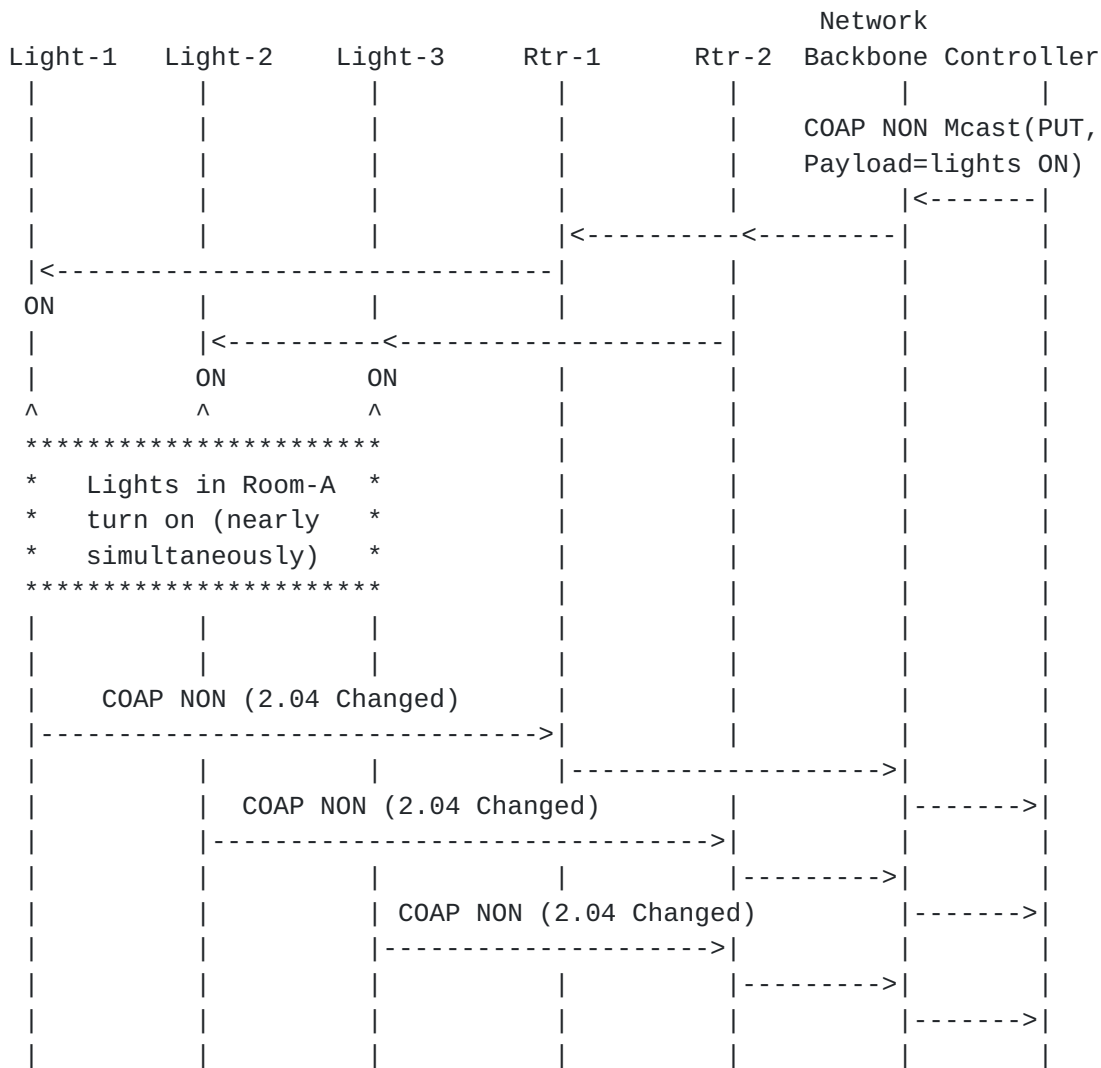 Network
Light-1 Light-2 Light-3 Rtr-1 Rtr-2 Backbone Controller
COAP NON Mcast(PUT,
Payload=lights ON)
ON
ON ON
Lights in Room-A
turn on (nearly
simultaneously)
COAP NON (2.04 Changed)
COAP NON (2.04 Changed)
COAP NON (2.04 Changed)